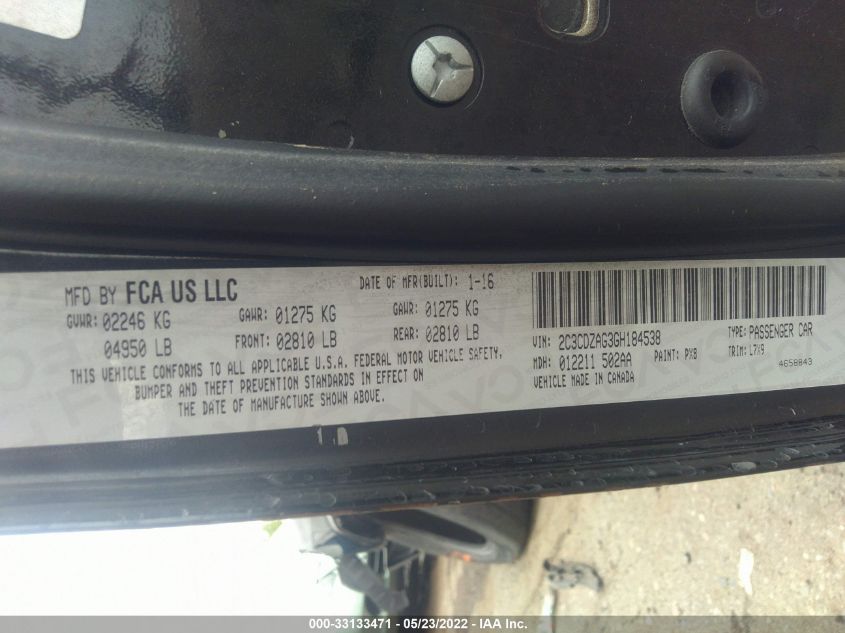 MFD BY FCA US LLC
DATE OF MFR(BUILT): 1-16
GVWR: 02246 KG
GAWR: 01275 KG
GAWR: 01275 KG
04950 LB
FRONT: 02810 LB
REAR: 02810 LB
THIS VEHICLE CONFORMS TO ALL APPLICABLE U.S.A. FEDERAL MOTOR VEHICLE SAFETY,
BUMPER AND THEFT PREVENTION STANDARDS IN EFFECT ON
THE DATE OF MANUFACTURE SHOWN ABOVE.
VIN: 2C3CDZAG3GH184538
TYPE: PASSENGER CAR
MDH: 012211 502AA
PAINT: PX8
TRIM: L7X9
VEHICLE MADE IN CANADA
4658843
000-33133471 - 05/23/2022 - IAA Inc.